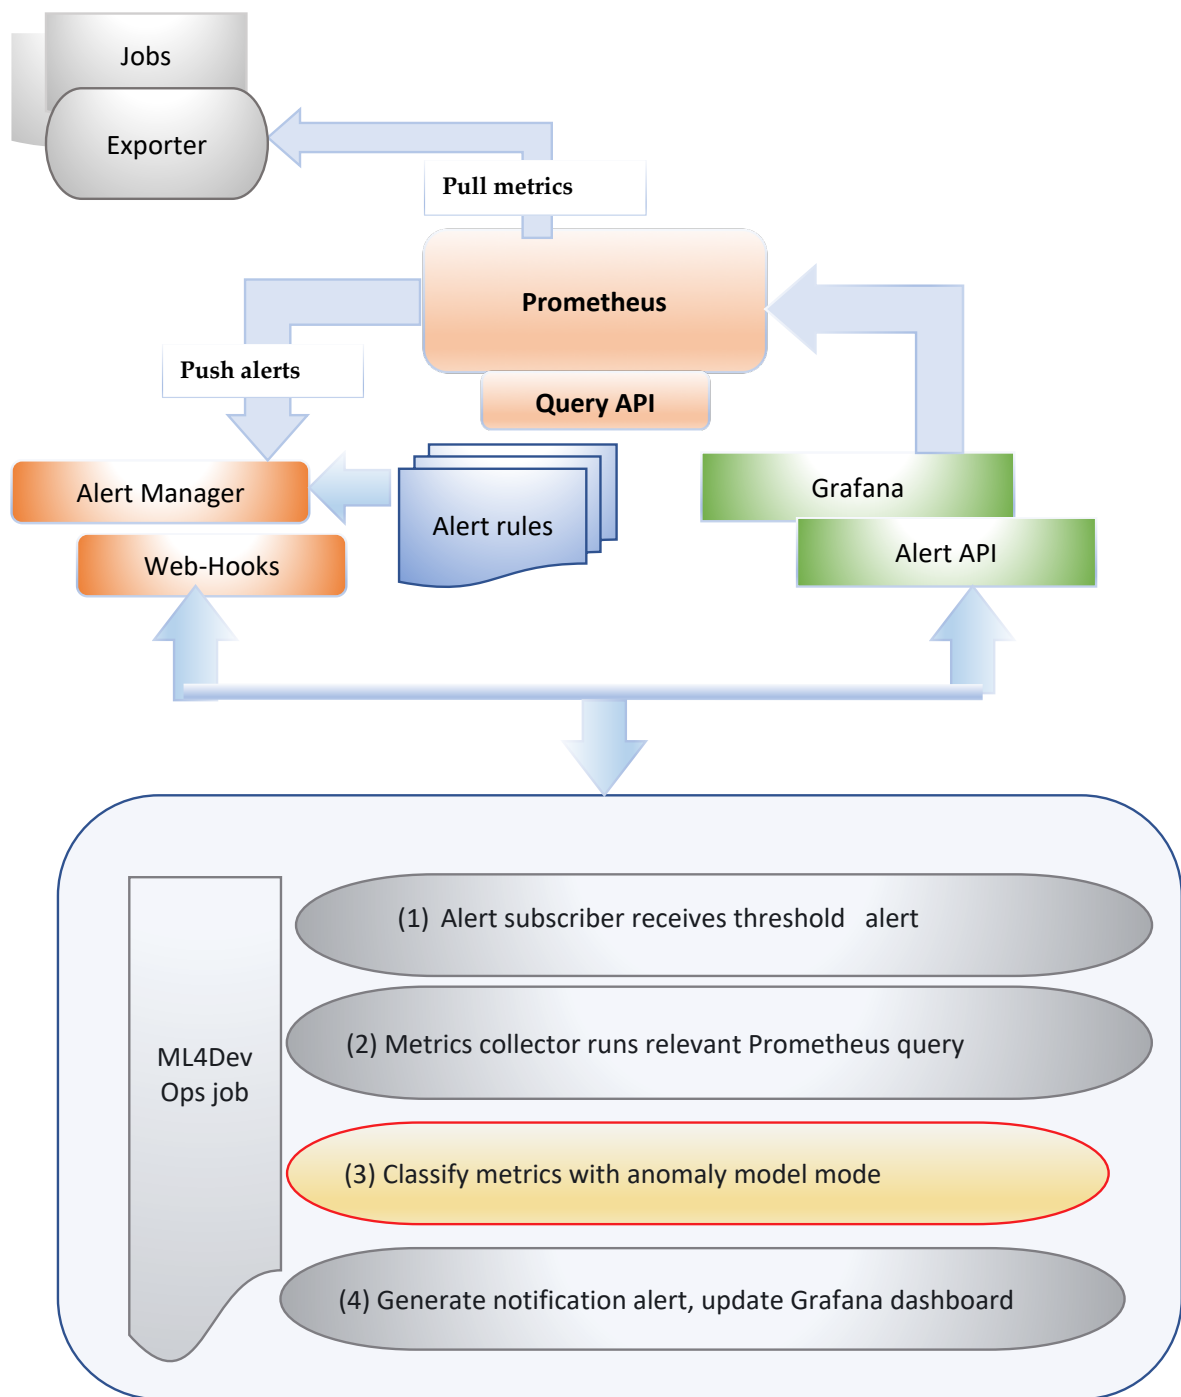 Jobs
Exporter
Pull metrics
Prometheus
Push alerts
Query API
Alert Manager
Grafana
Alert rules
Web-Hooks
Alert API
(1) Alert subscriber receives threshold alert
(2) Metrics collector runs relevant Prometheus query
ML4Dev
Ops job
(3) Classify metrics with anomaly model mode
(4) Generate notification alert, update Grafana dashboard